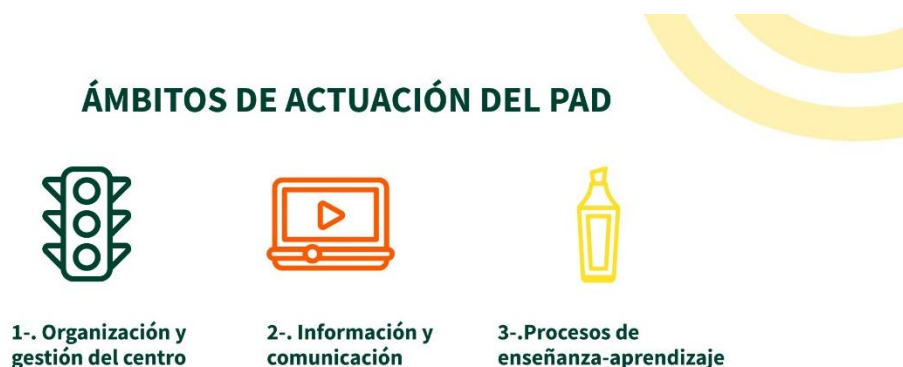 ÁMBITOS DE ACTUACIÓN DEL PAD
1-. Organización y
gestión del centro
2-. Información y
comunicación
3-.Procesos de
enseñanza-aprendizaje